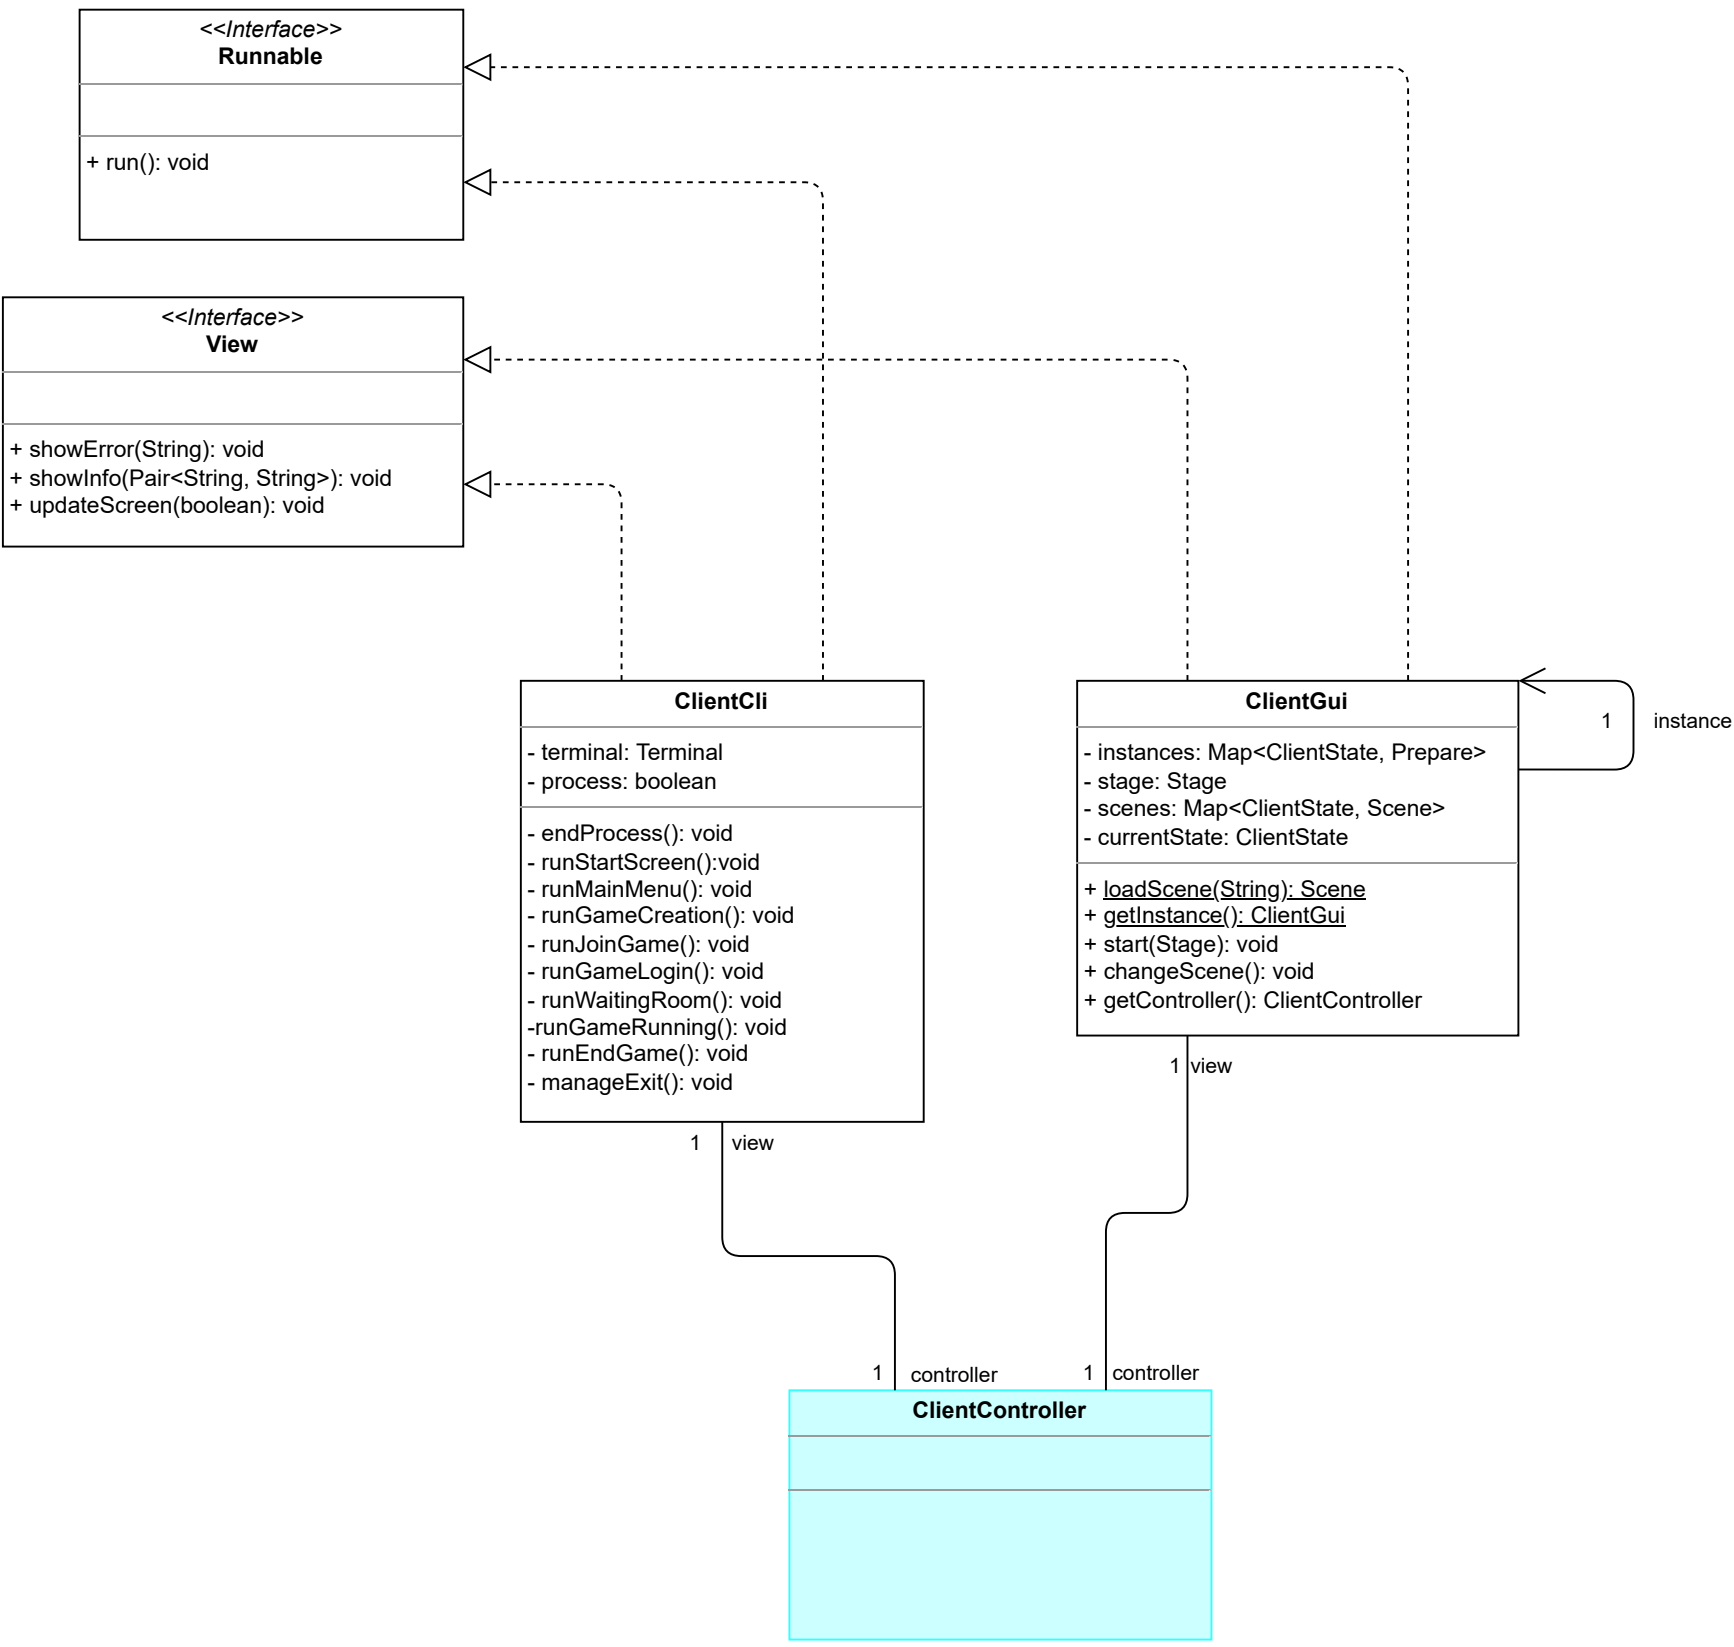 <<Interface>>
Runnable
+ run(): void
<<Interface>>
View
+ showError(String): void
+ showInfo(Pair<String, String>): void
+ updateScreen(boolean): void
ClientCli
- terminal: Terminal
- process: boolean
- endProcess(): void
- runStartScreen():void
- runMainMenu(): void
- runGameCreation(): void
- runJoinGame(): void
- runGameLogin(): void
- runWaitingRoom(): void
-runGameRunning(): void
- runEndGame(): void
- manageExit(): void
ClientGui
- instances: Map<ClientState, Prepare>
- stage: Stage
- scenes: Map<ClientState, Scene>
- currentState: ClientState
+ loadScene(String): Scene
+ getInstance(): ClientGui
+ start(Stage): void
+ changeScene(): void
+ getController(): ClientController
1 instance
1 view
1 view
1 controller
1 controller
ClientController